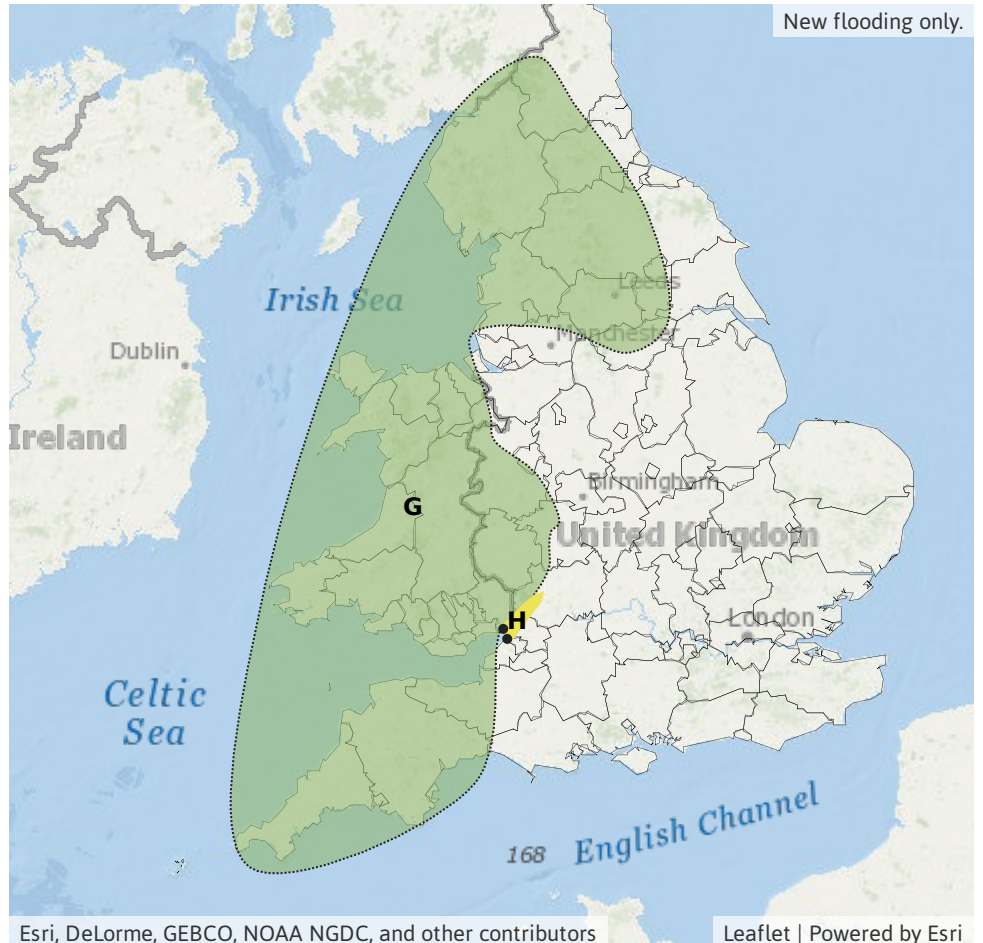 New flooding only.
Leeds
Irish Sea
Manchester
Dublin
Ireland
Birmingham
G
United Kingdom
London
H
Celtic
Sea
English Channel
168
Esri, DeLorme, GEBCO, NOAA NGDC, and other contributors
Leaflet | Powered by Esri